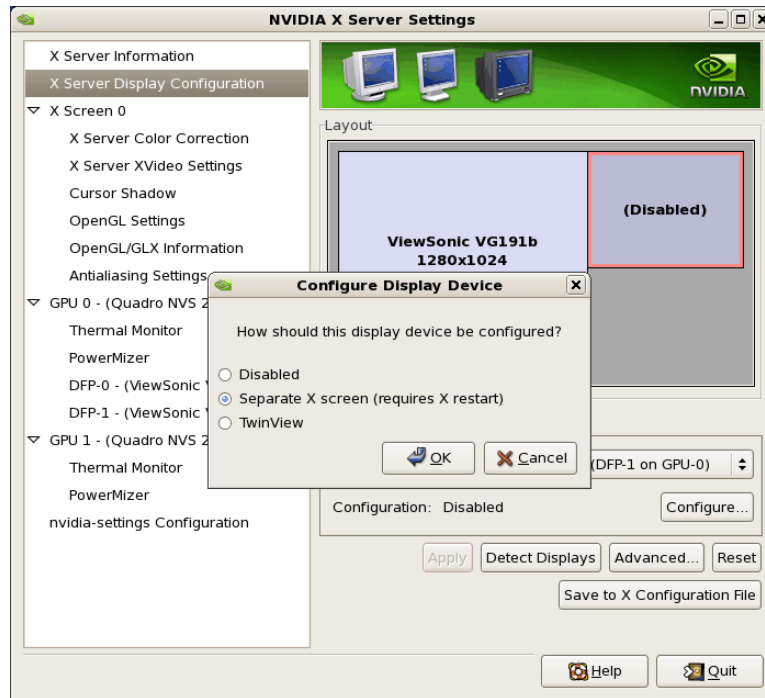 NVIDIA X Server Settings
X Server Information
X Server Display Configuration
X Screen 0
X Server Color Correction
X Server XVideo Settings
Cursor Shadow
OpenGL Settings
OpenGL/GLX Information
Antialiasing Settings
GPU 0 - (Quadro NVS 2
Thermal Monitor
PowerMizer
DFP-0 - (ViewSonic
DFP-1 - (ViewSonic
GPU 1 - (Quadro NVS 2
Thermal Monitor
PowerMizer
nvidia-settings Configuration
NVIDIA
Layout
ViewSonic VG191b
1280x1024
(Disabled)
Configure Display Device
How should this display device be configured?
Disabled
Separate X screen (requires X restart)
TwinView
OK
Cancel
(DFP-1 on GPU-0)
Configuration: Disabled
Configure...
Apply
Detect Displays
Advanced...
Reset
Save to X Configuration File
Help
Quit